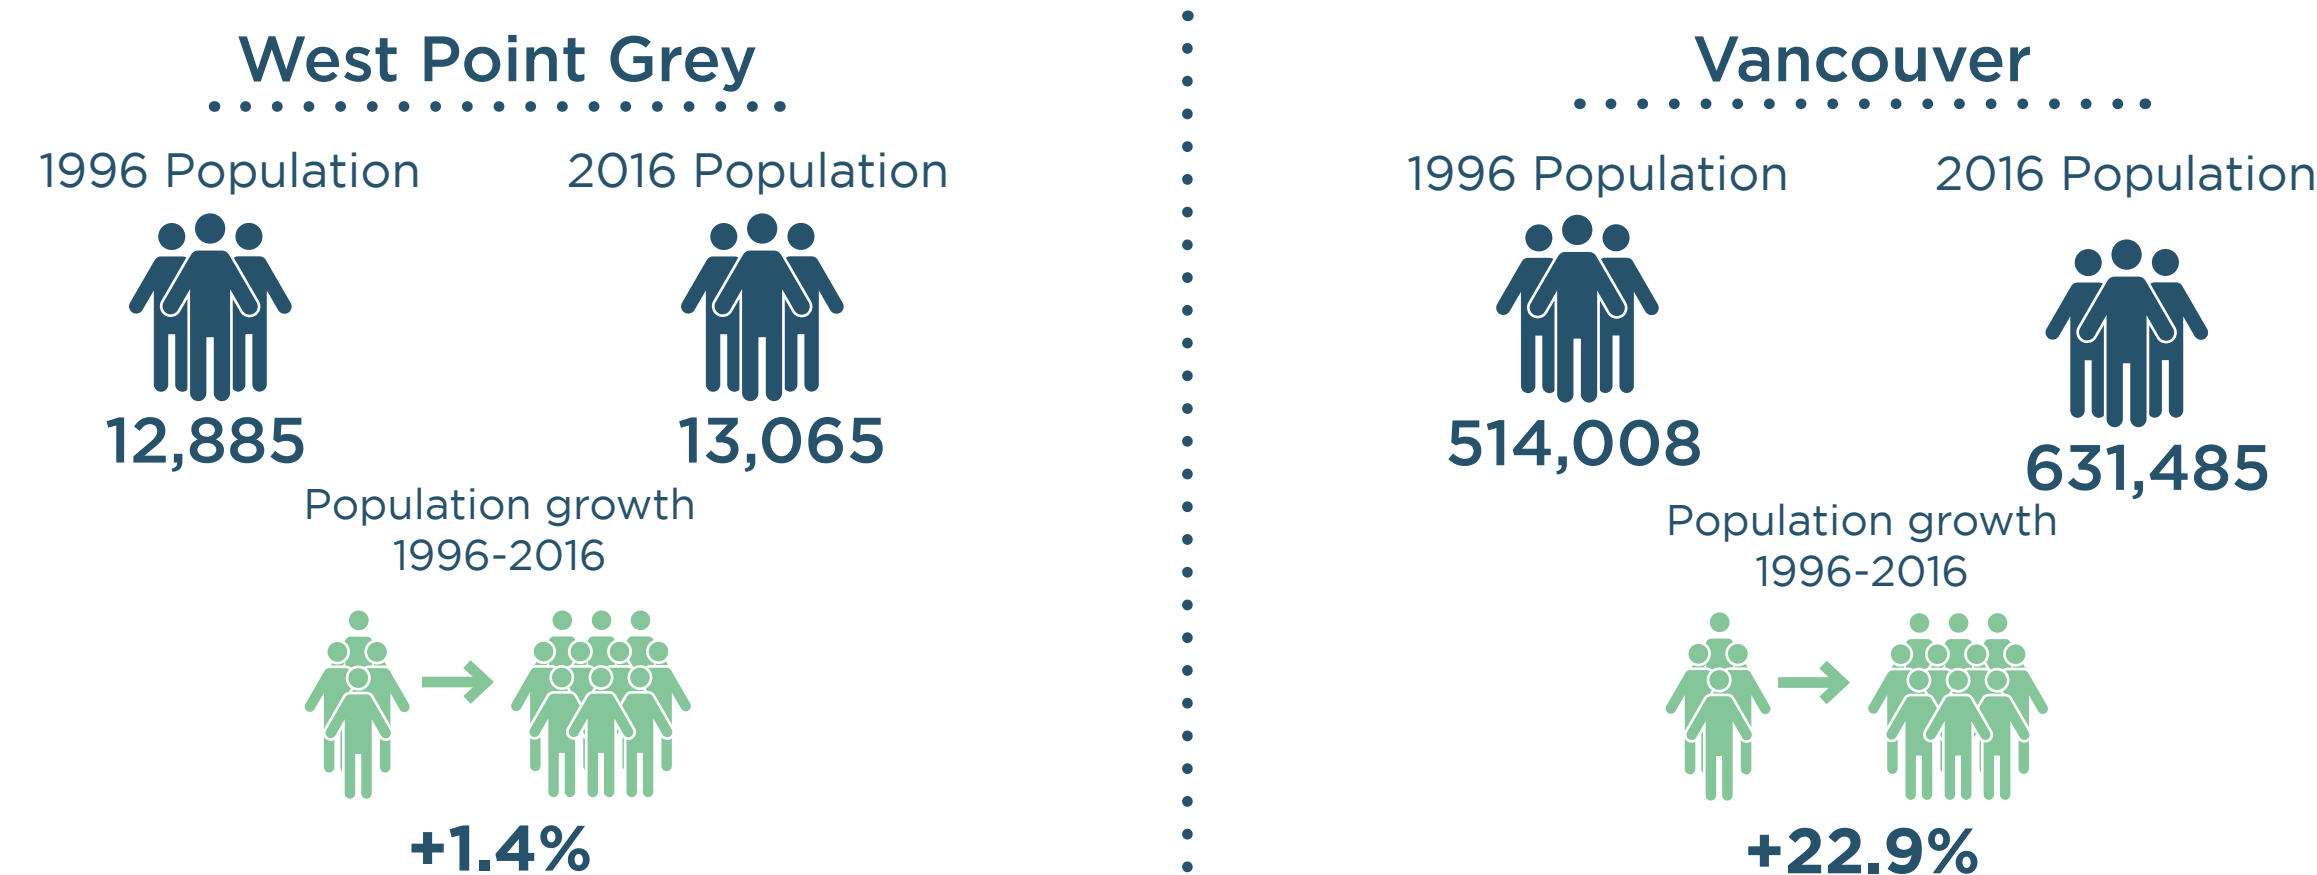 West Point Grey
1996 Population
2016 Population
12,885
13,065
Population growth
1996-2016
+1.4%
Vancouver
1996 Population
2016 Population
514,008
631,485
Population growth
1996-2016
+22.9%